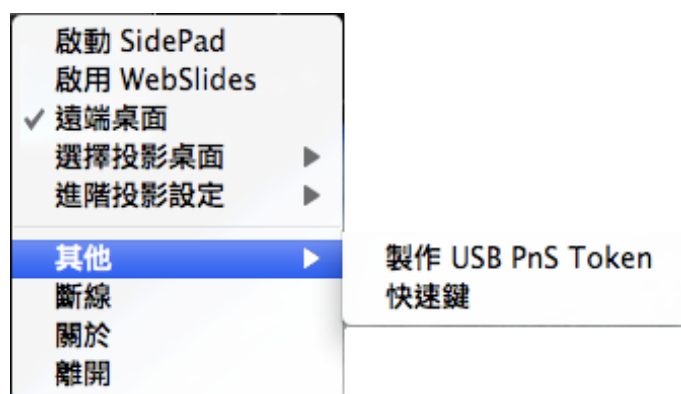 啟動 SidePad
啟用 WebSlides
遠端桌面
選擇投影桌面
進階投影設定
其他
製作 USB PnS Token
快速鍵
斷線
關於
離開